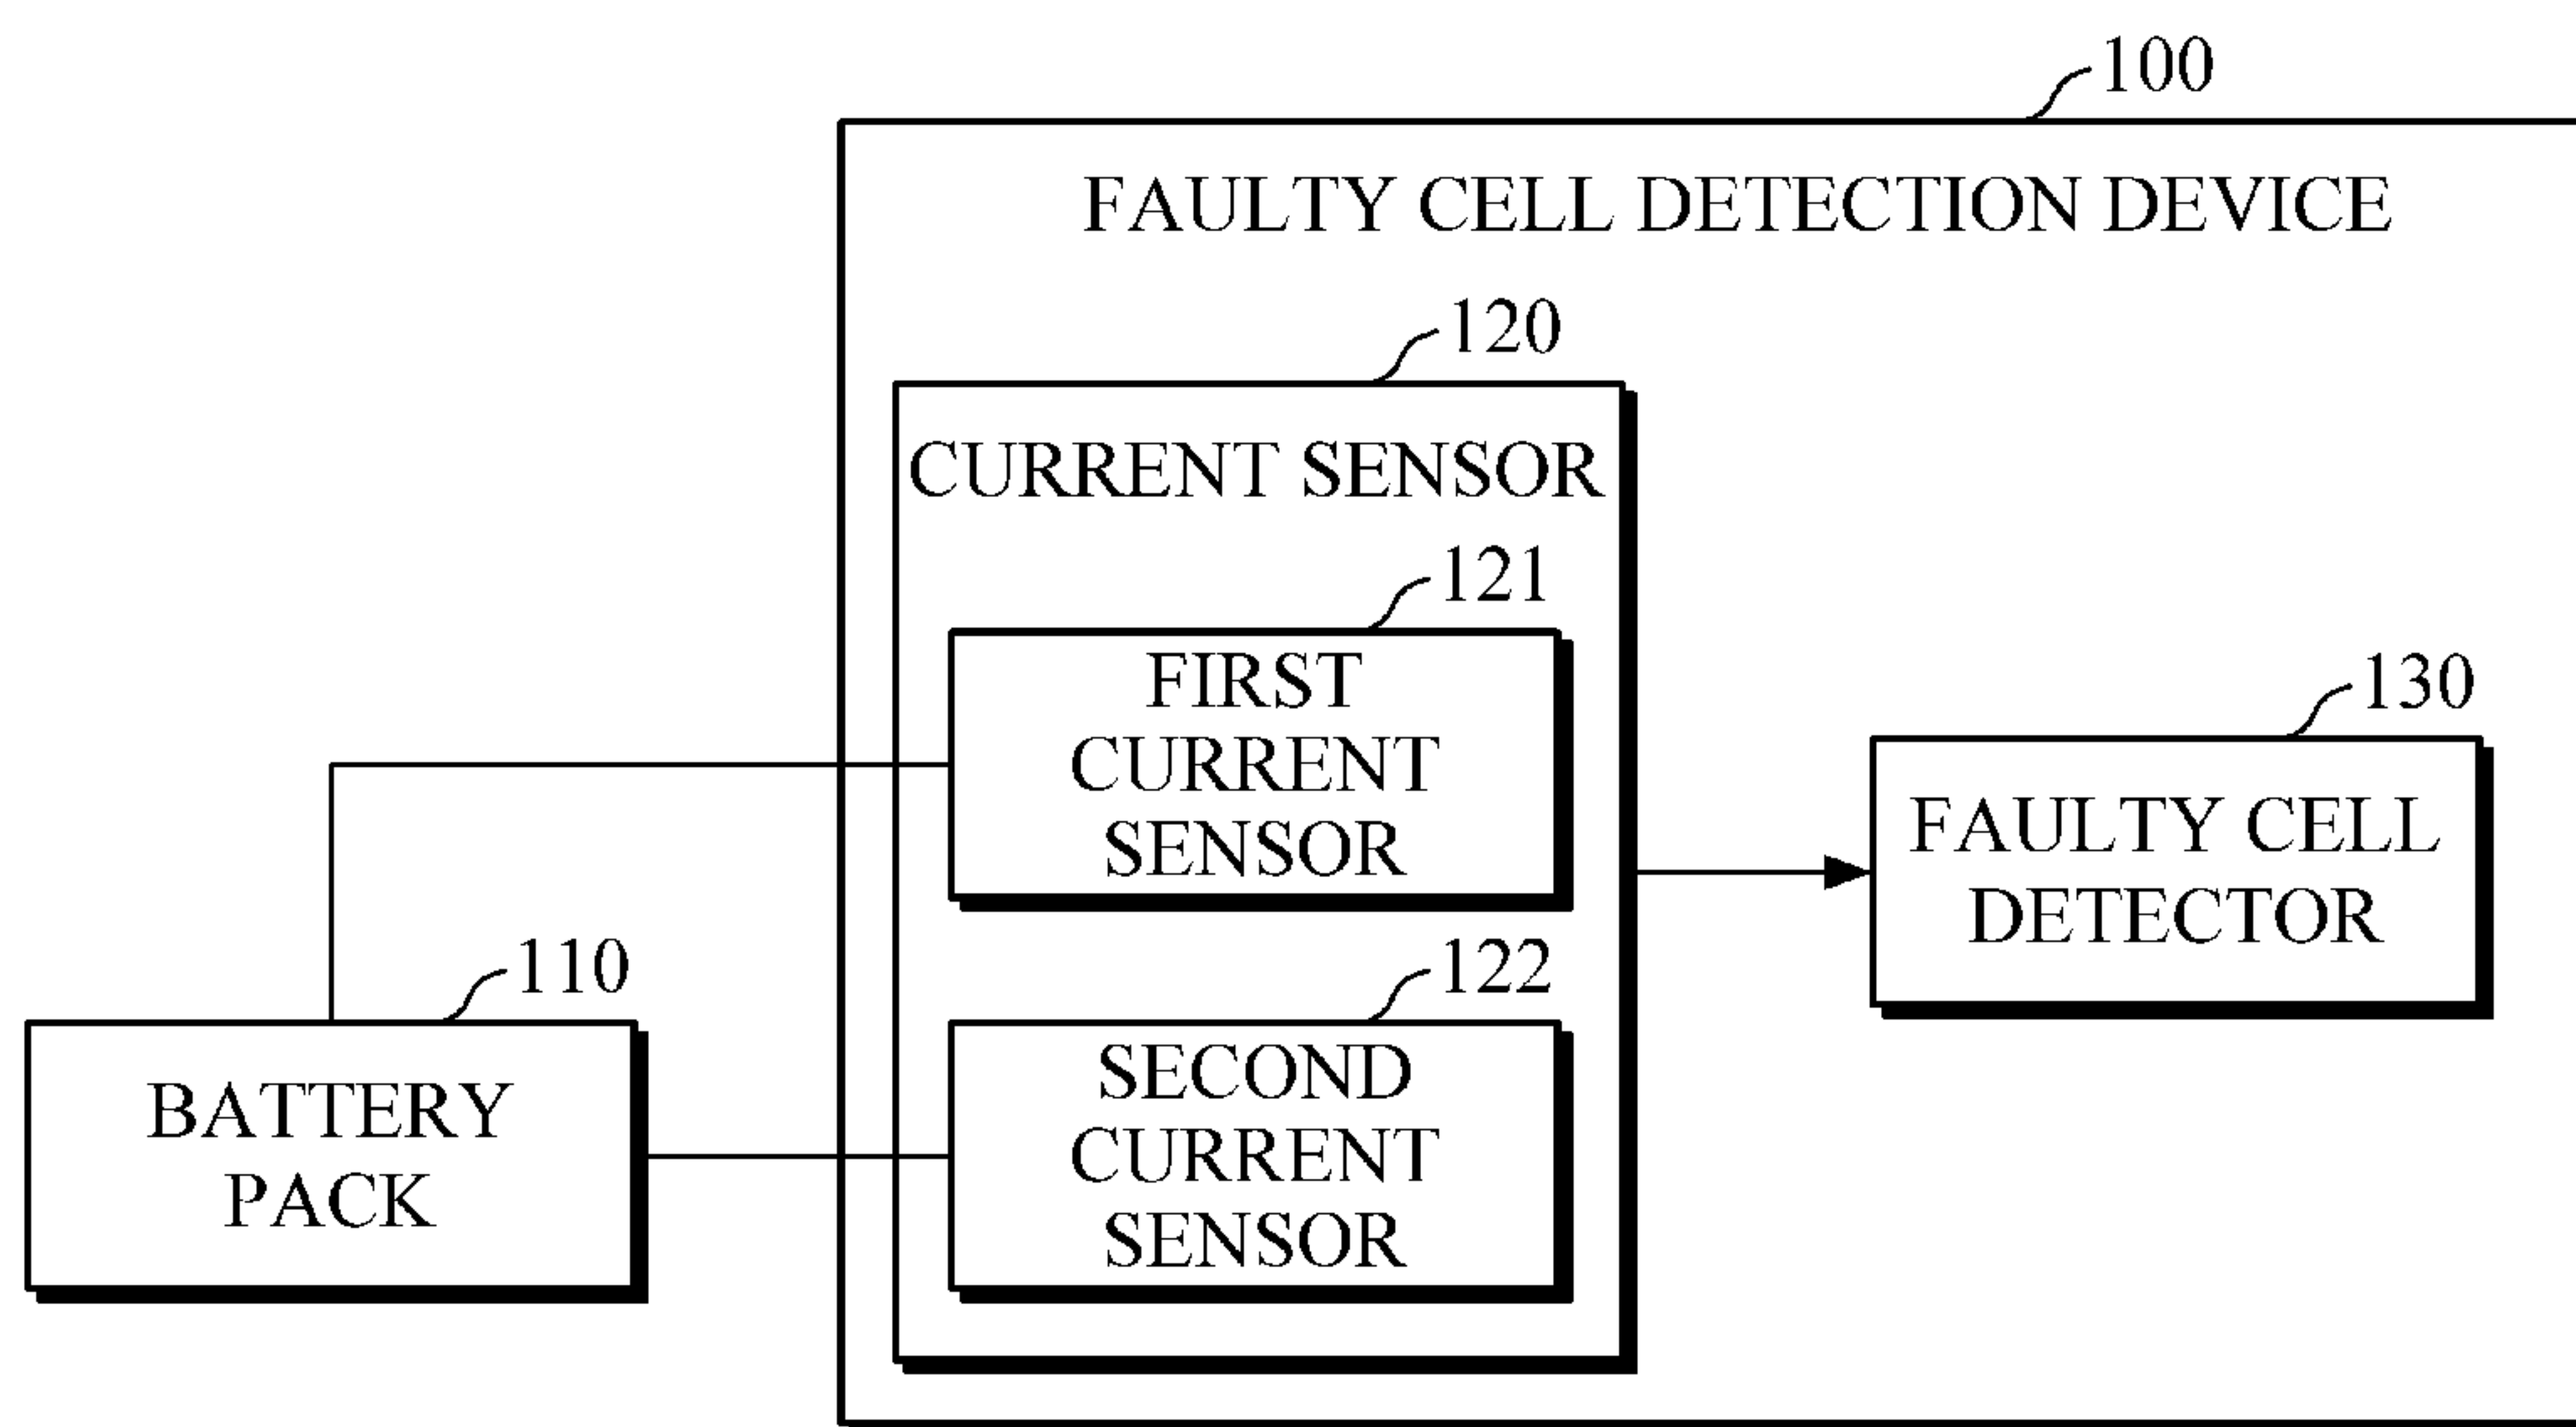 100
FAULTY CELL DETECTION DEVICE
120
CURRENT SENSOR
121
FIRST
CURRENT
SENSOR
130
FAULTY CELL
DETECTOR
110
BATTERY
PACK
122
SECOND
CURRENT
SENSOR